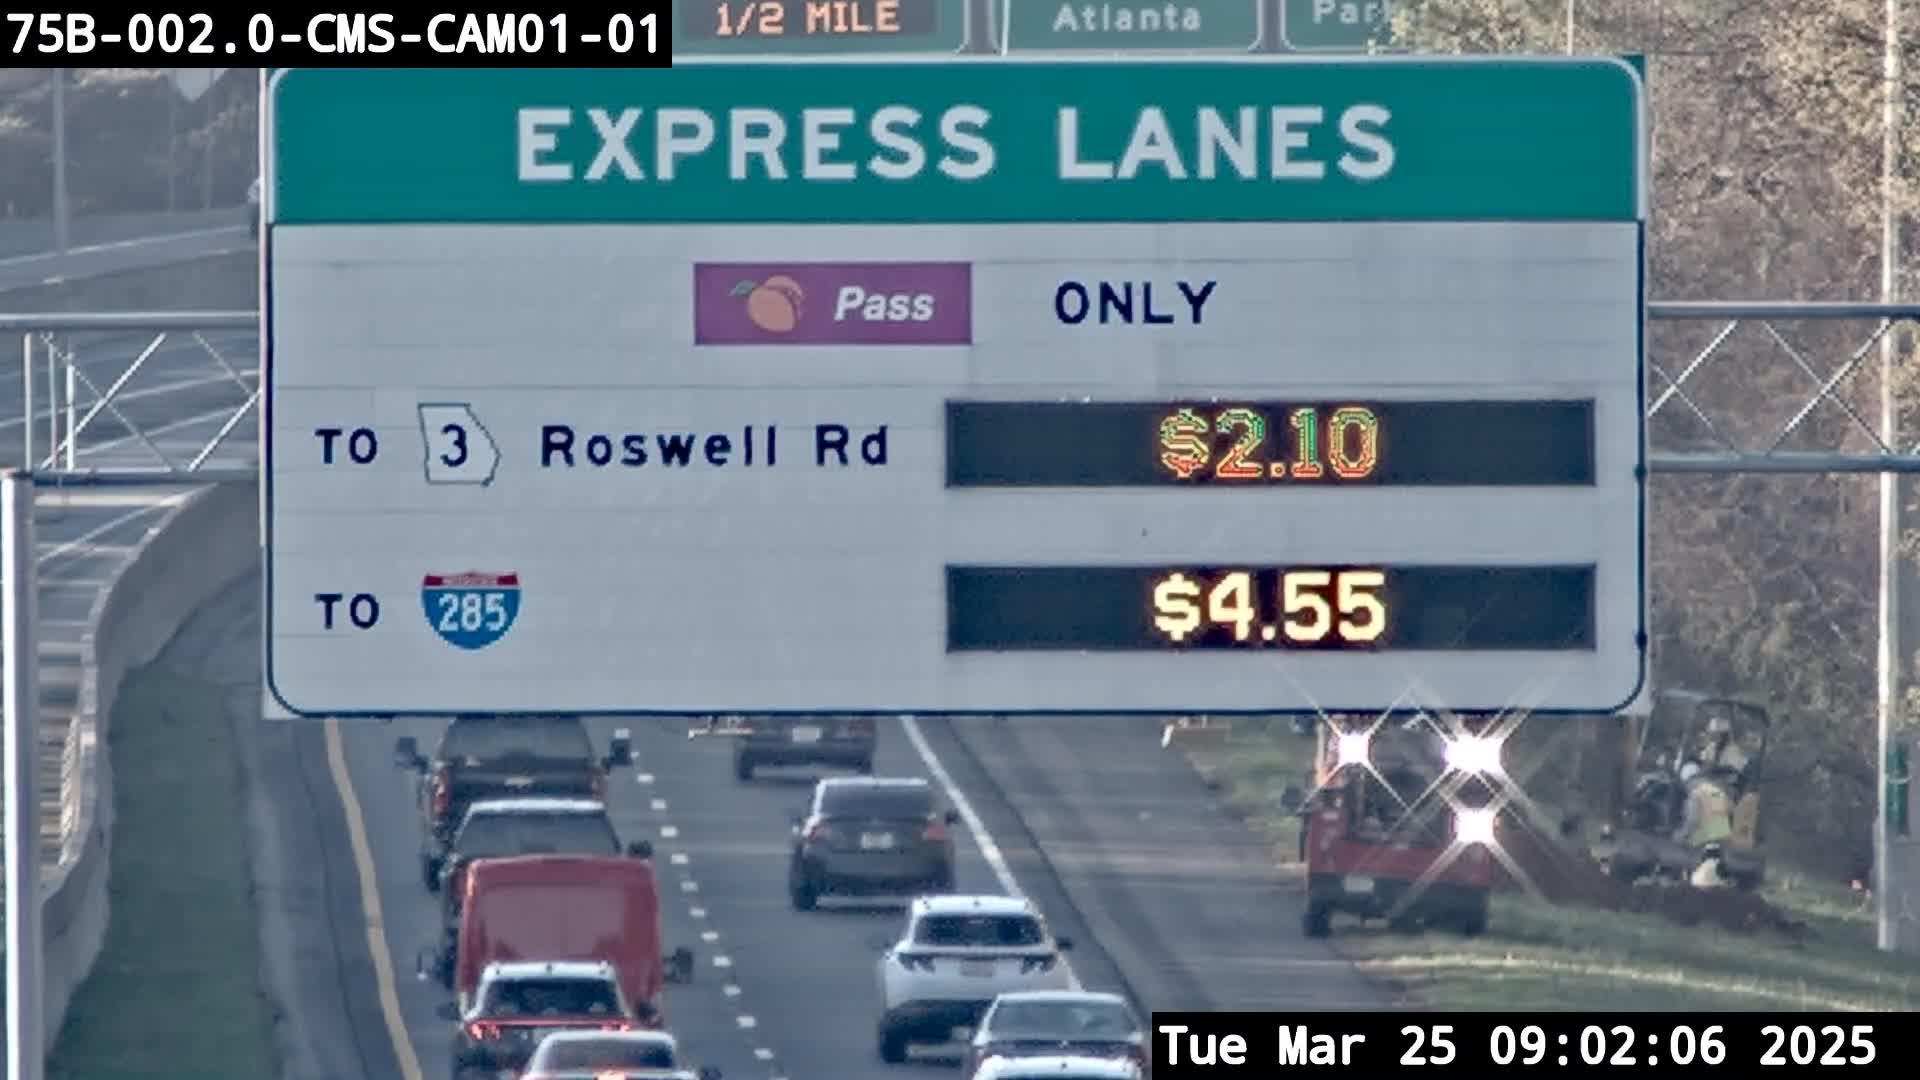 75B-002.0-CMS-CAM01-01
1/2 MILE
Atlanta
EXPRESS LANES
Pass ONLY
TO 3 Roswell Rd $2.10
TO 285 $4.55
Tue Mar 25 09:02:06 2025